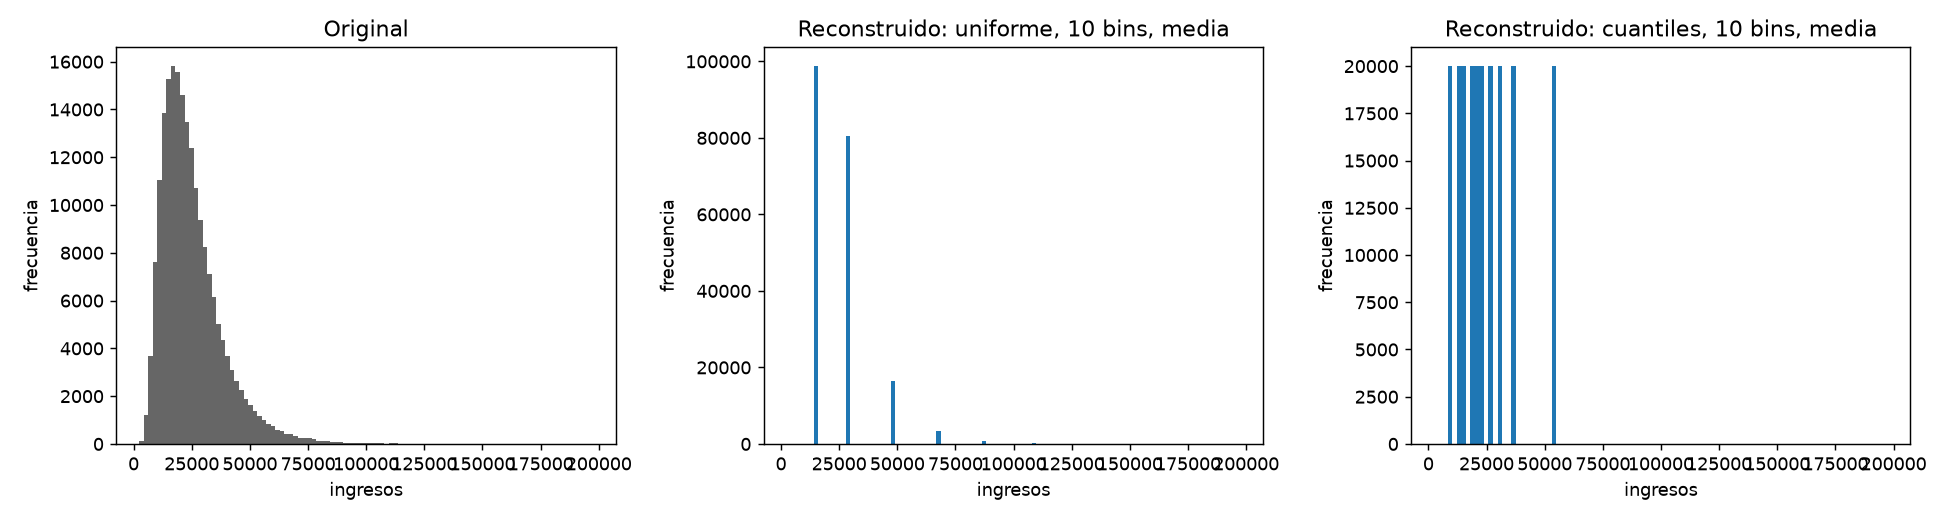 Original
16000
14000
12000
10000
8000
6000
4000
2000
0
frecuencia
0 25000 50000 75000 100000 125000 150000 175000 200000
ingresos
Reconstruido: uniforme, 10 bins, media
100000
80000
60000
40000
20000
0
frecuencia
0 25000 50000 75000 100000 125000 150000 175000 200000
ingresos
Reconstruido: cuantiles, 10 bins, media
20000
17500
15000
12500
10000
7500
5000
2500
0
frecuencia
0 25000 50000 75000 100000 125000 150000 175000 200000
ingresos